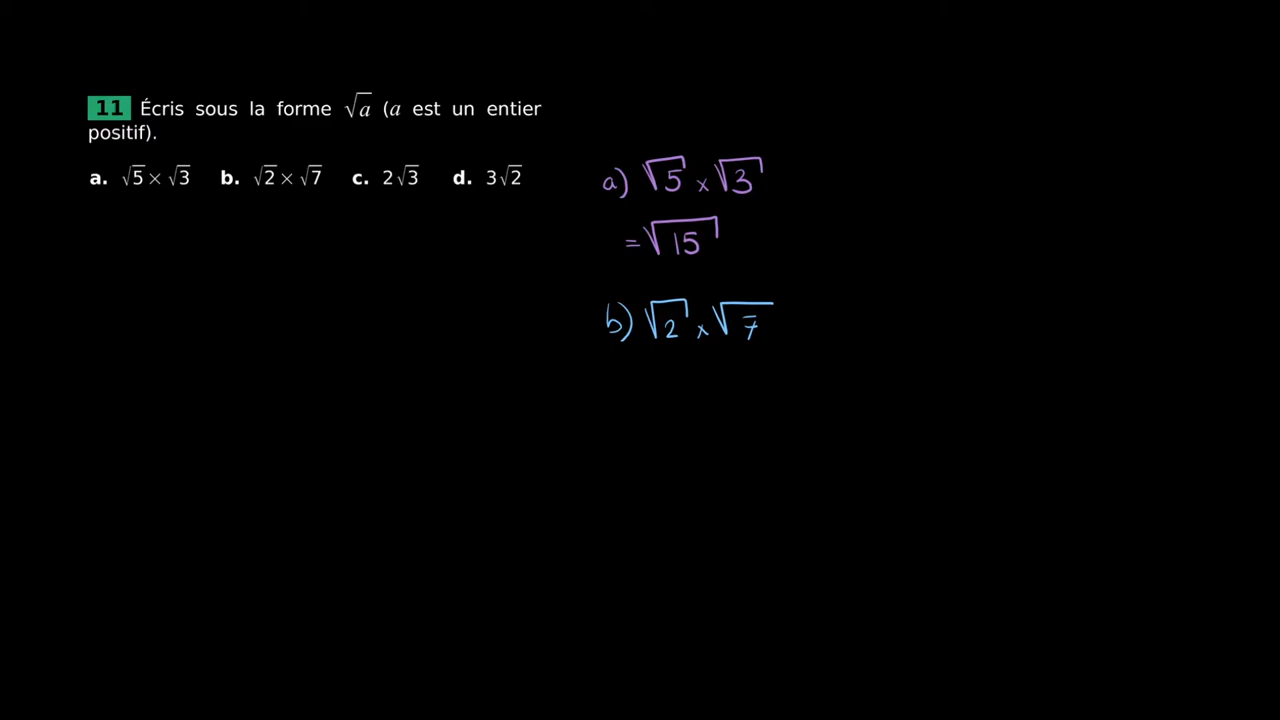 11 Écris sous la forme √a (a est un entier
positif).
a. √5 × √3 b. √2 × √7 c. 2√3 d. 3√2
a) √5 × √3
= √15
b) √2 × √7